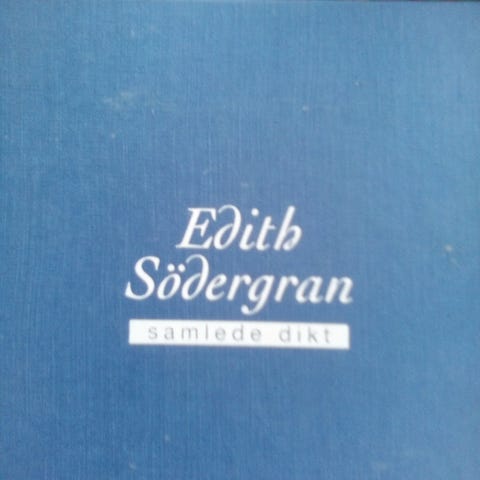 Edith
Södergran
samlede dikt